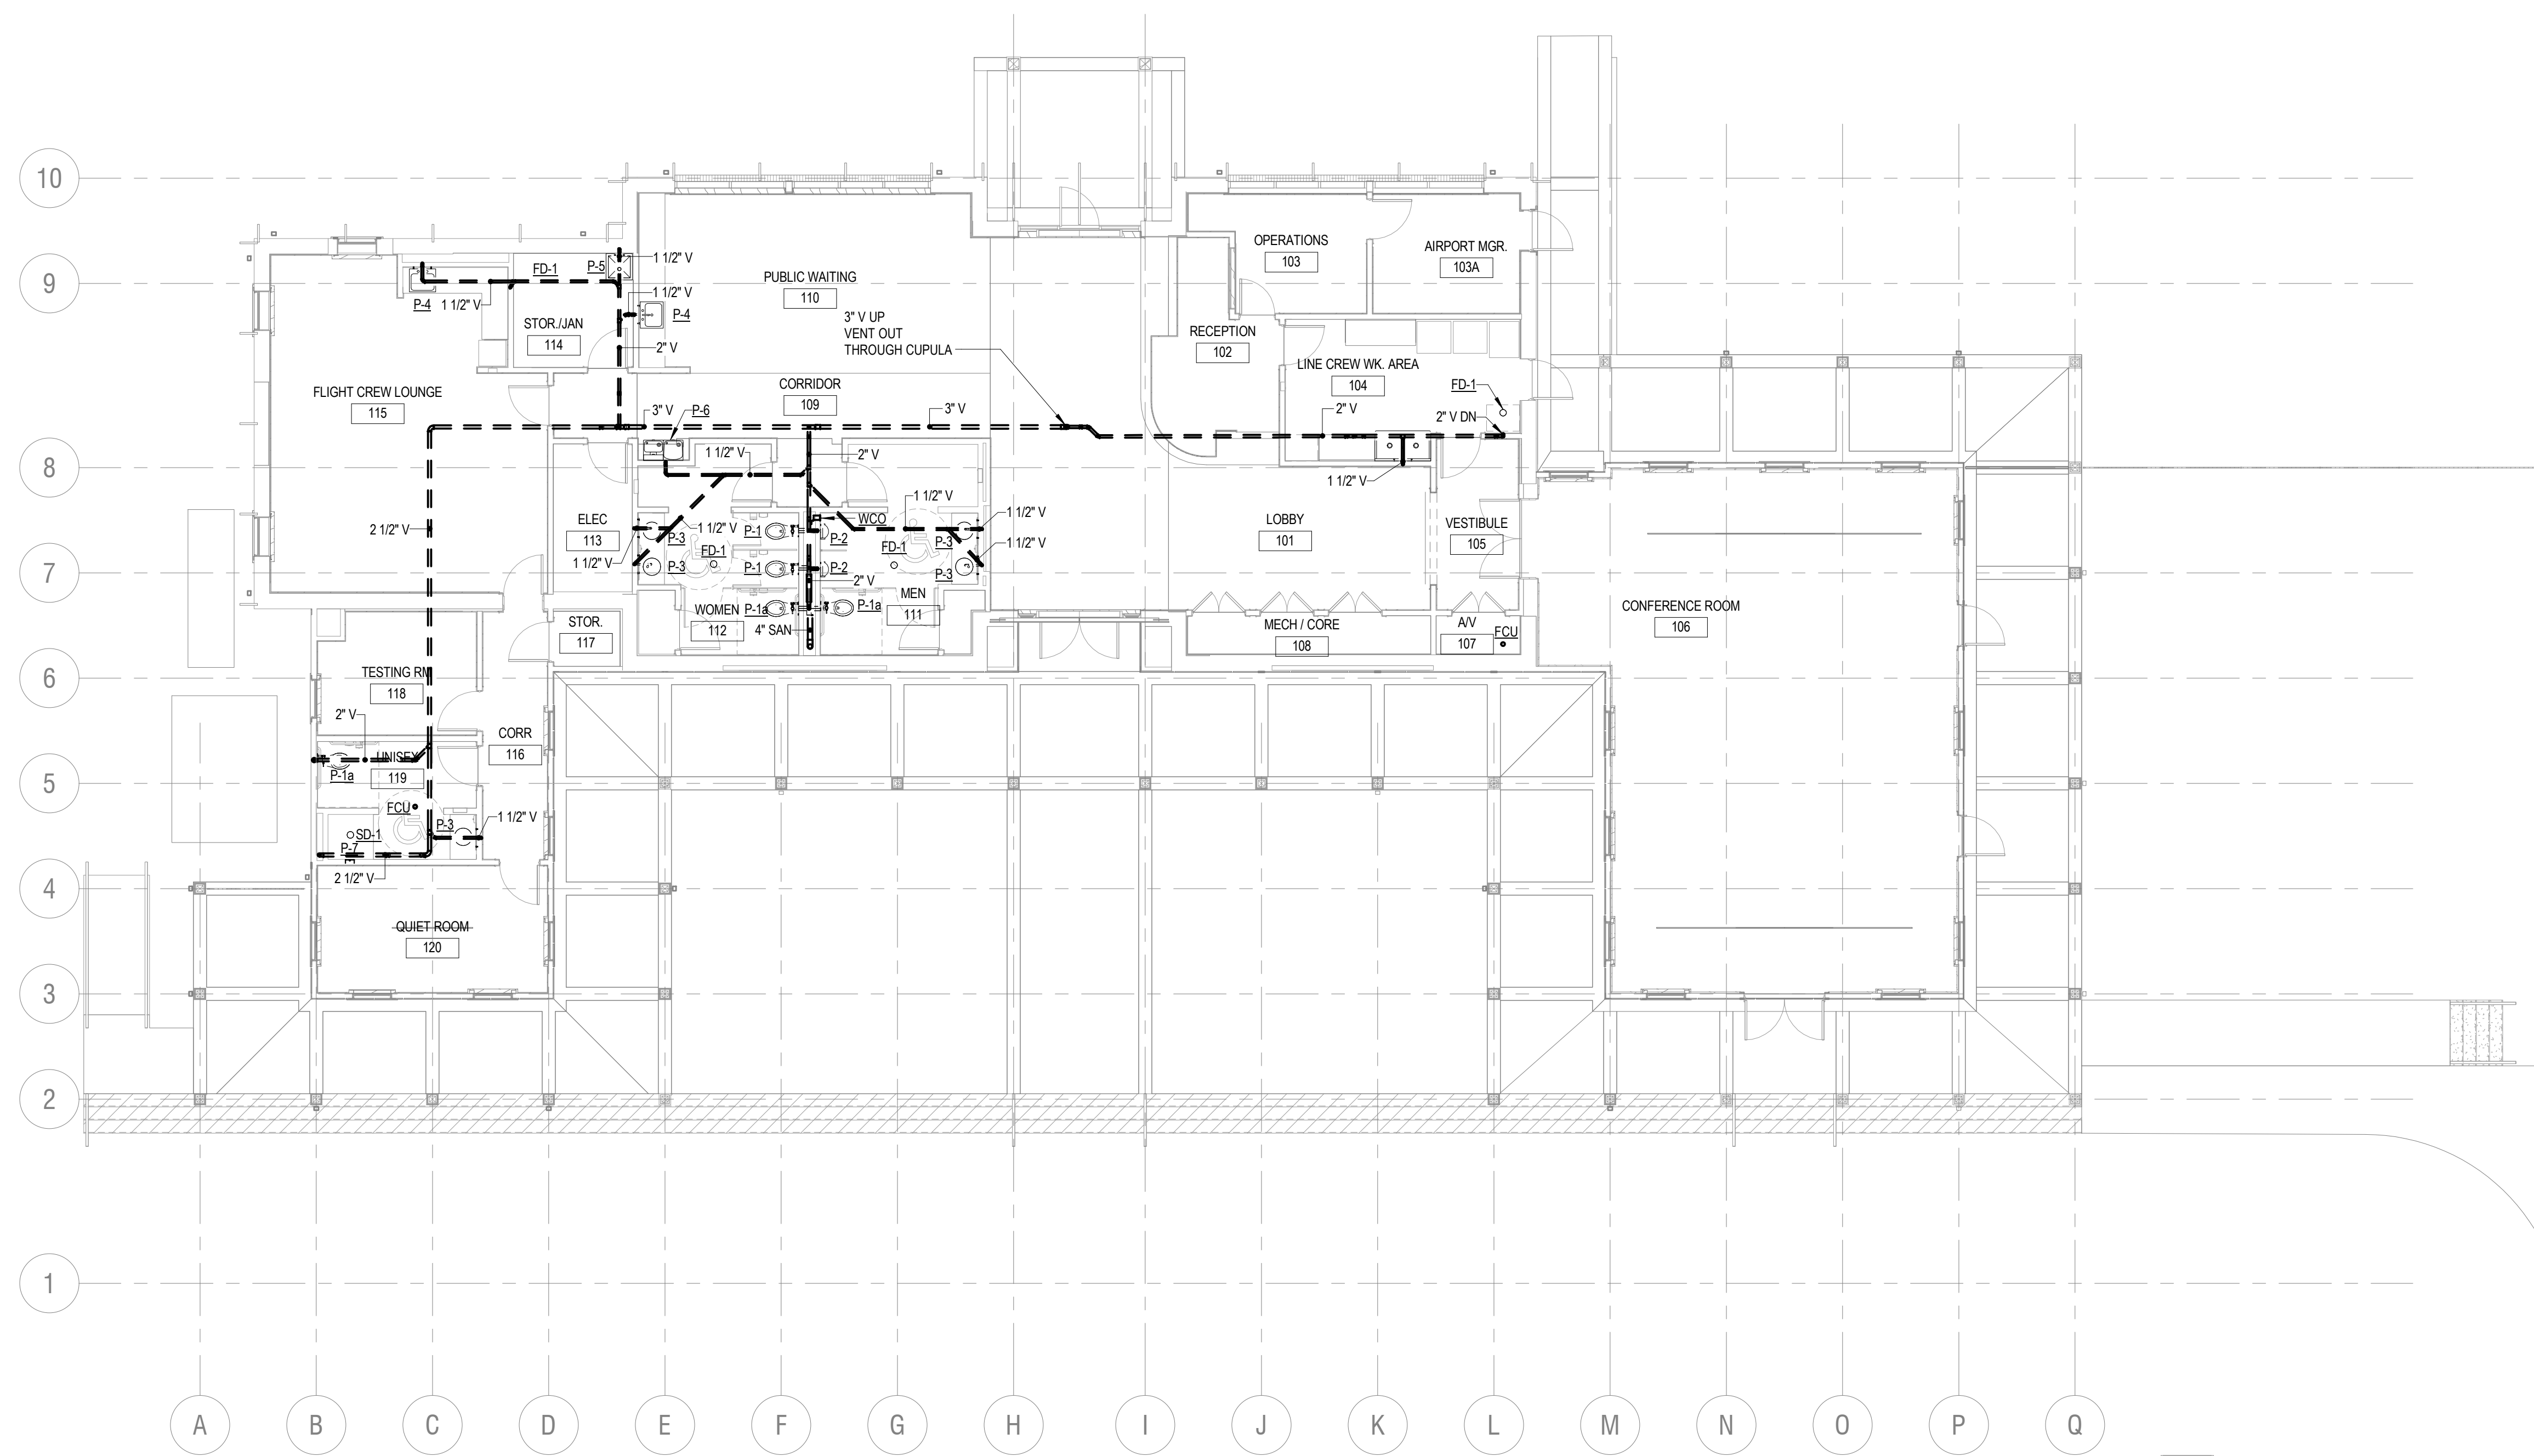 10
9
8
7
6
5
4
3
2
1
A
B
C
D
E
F
G
H
I
J
K
L
M
N
O
P
Q
OPERATIONS
103
AIRPORT MGR.
103A
PUBLIC WAITING
110
3" V UP
VENT OUT
THROUGH CUPULA
FD-1
P-5
1 1/2" V
P-4
1 1/2" V
1 1/2" V
P-4
STOR./JAN
114
2" V
RECEPTION
102
LINE CREW WK. AREA
104
FD-1
2" V DN
2" V
1 1/2" V
FLIGHT CREW LOUNGE
115
CORRIDOR
109
3" V
P-6
3" V
1 1/2" V
2" V
2 1/2" V
ELEC
113
1 1/2" V
P-3
FD-1
1 1/2" V
P-3
P-1
P-1
P-1a
WCO
P-2
P-2
1 1/2" V
1 1/2" V
1 1/2" V
FD-1
P-3
P-3
2" V
P-1a
MEN
111
WOMEN
112
4" SAN
STOR.
117
LOBBY
101
VESTIBULE
105
MECH / CORE
108
A/V
107
FCU
CONFERENCE ROOM
106
TESTING RM
118
2" V
CORR
116
UNISEX
119
P-1a
FCU
P-3
1 1/2" V
SD-1
P-7
2 1/2" V
QUIET ROOM
120